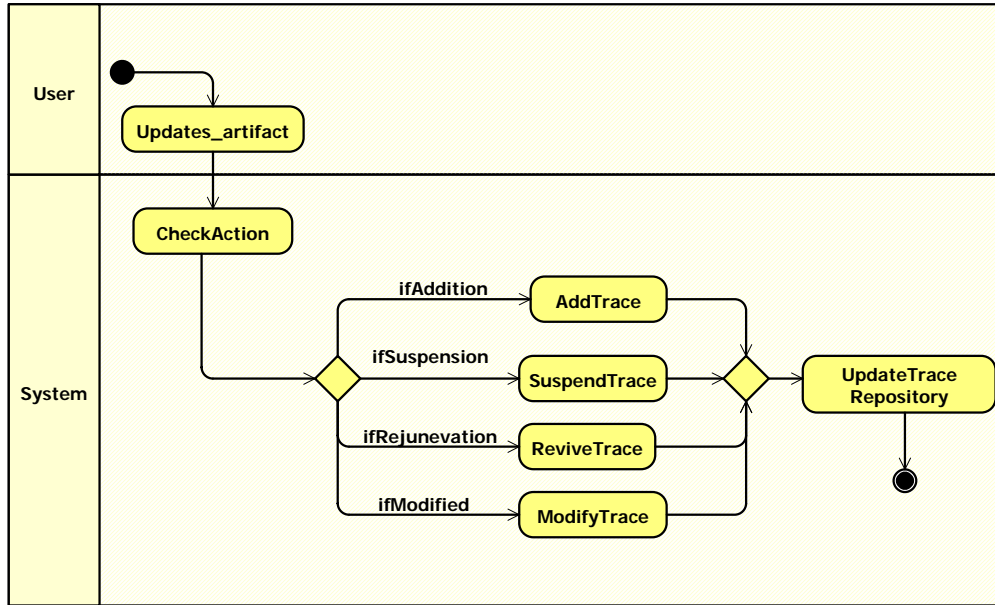 User
Updates_artifact
System
CheckAction
ifAddition
AddTrace
ifSuspension
SuspendTrace
ifRejunevation
ReviveTrace
ifModified
ModifyTrace
UpdateTrace
Repository